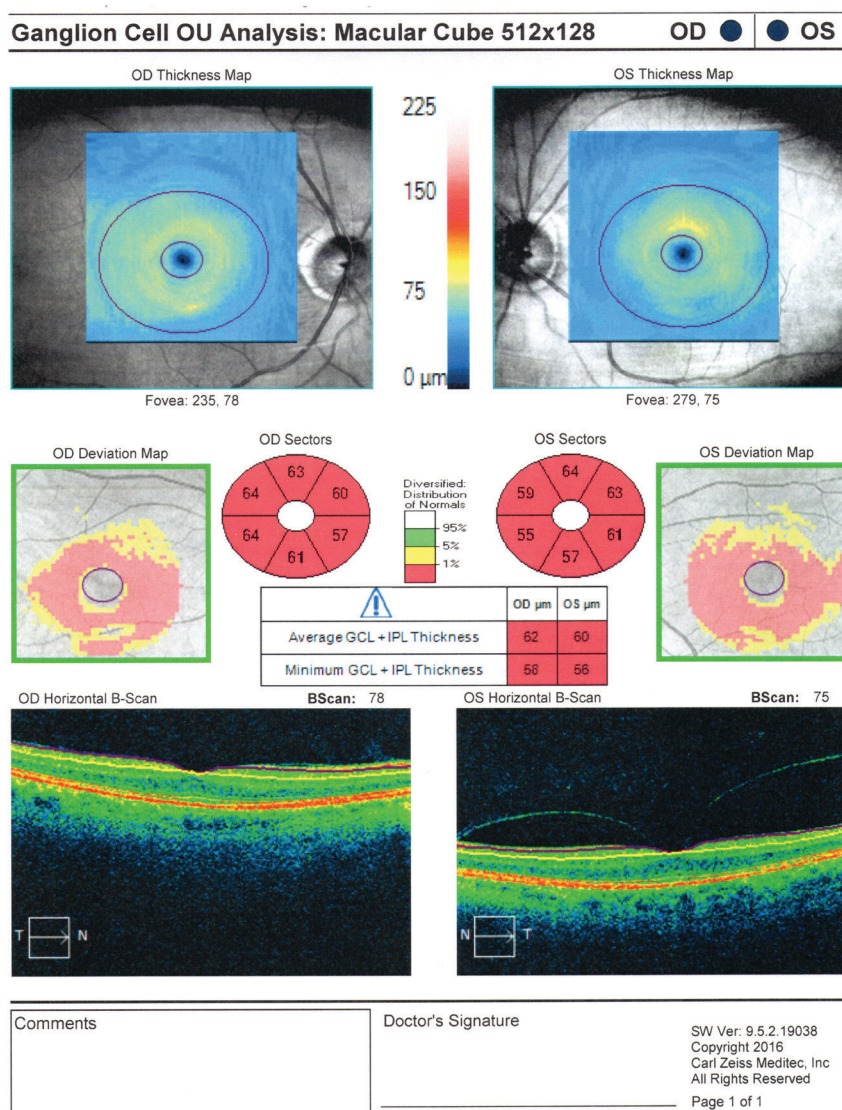 Ganglion Cell OU Analysis: Macular Cube 512x128 OD OS
OD Thickness Map
OS Thickness Map
225
150
75
0 µm
Fovea: 235, 78
Fovea: 279, 75
OD Deviation Map
OD Sectors
OS Sectors
OS Deviation Map
63
64 60
64 57
61
Diversified:
Distribution
of Normals
95%
5%
1%
64
59 63
55 61
57
OD µm OS µm
Average GCL + IPL Thickness 62 60
Minimum GCL + IPL Thickness 58 56
OD Horizontal B-Scan BScan: 78
OS Horizontal B-Scan BScan: 75
T N
N T
Comments
Doctor's Signature
SW Ver: 9.5.2.19038
Copyright 2016
Carl Zeiss Meditec, Inc
All Rights Reserved
Page 1 of 1